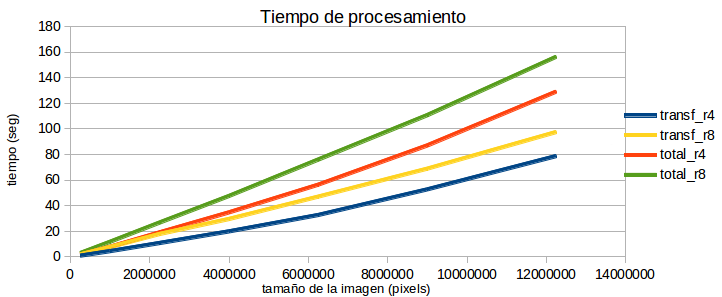 Tiempo de procesamiento
180
160
140
120
100
80
60
40
20
0
tiempo (seg)
0 2000000 4000000 6000000 8000000 10000000 12000000 14000000
tamaño de la imagen (pixels)
transf_r4
transf_r8
total_r4
total_r8